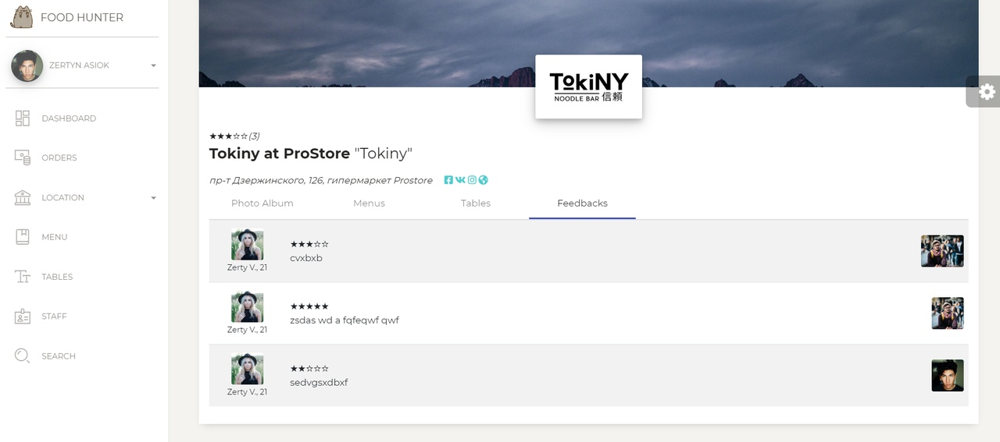 FOOD HUNTER
ZERTYN ASIOK
DASHBOARD
ORDERS
LOCATION
MENU
TABLES
STAFF
SEARCH
TokiNY
NOODLE BAR 信頼
★★★☆☆(3)
Tokiny at ProStore "Tokiny"
пр-т Дзержинского, 126, гипермаркет Prostore
Photo Album Menus Tables Feedbacks
★★★☆☆
cvxbxb
Zerty V., 21
★★★★★
zsdas wd a fqfeqwf qwf
Zerty V., 21
★★☆☆☆
sedvgsxdbxf
Zerty V., 21